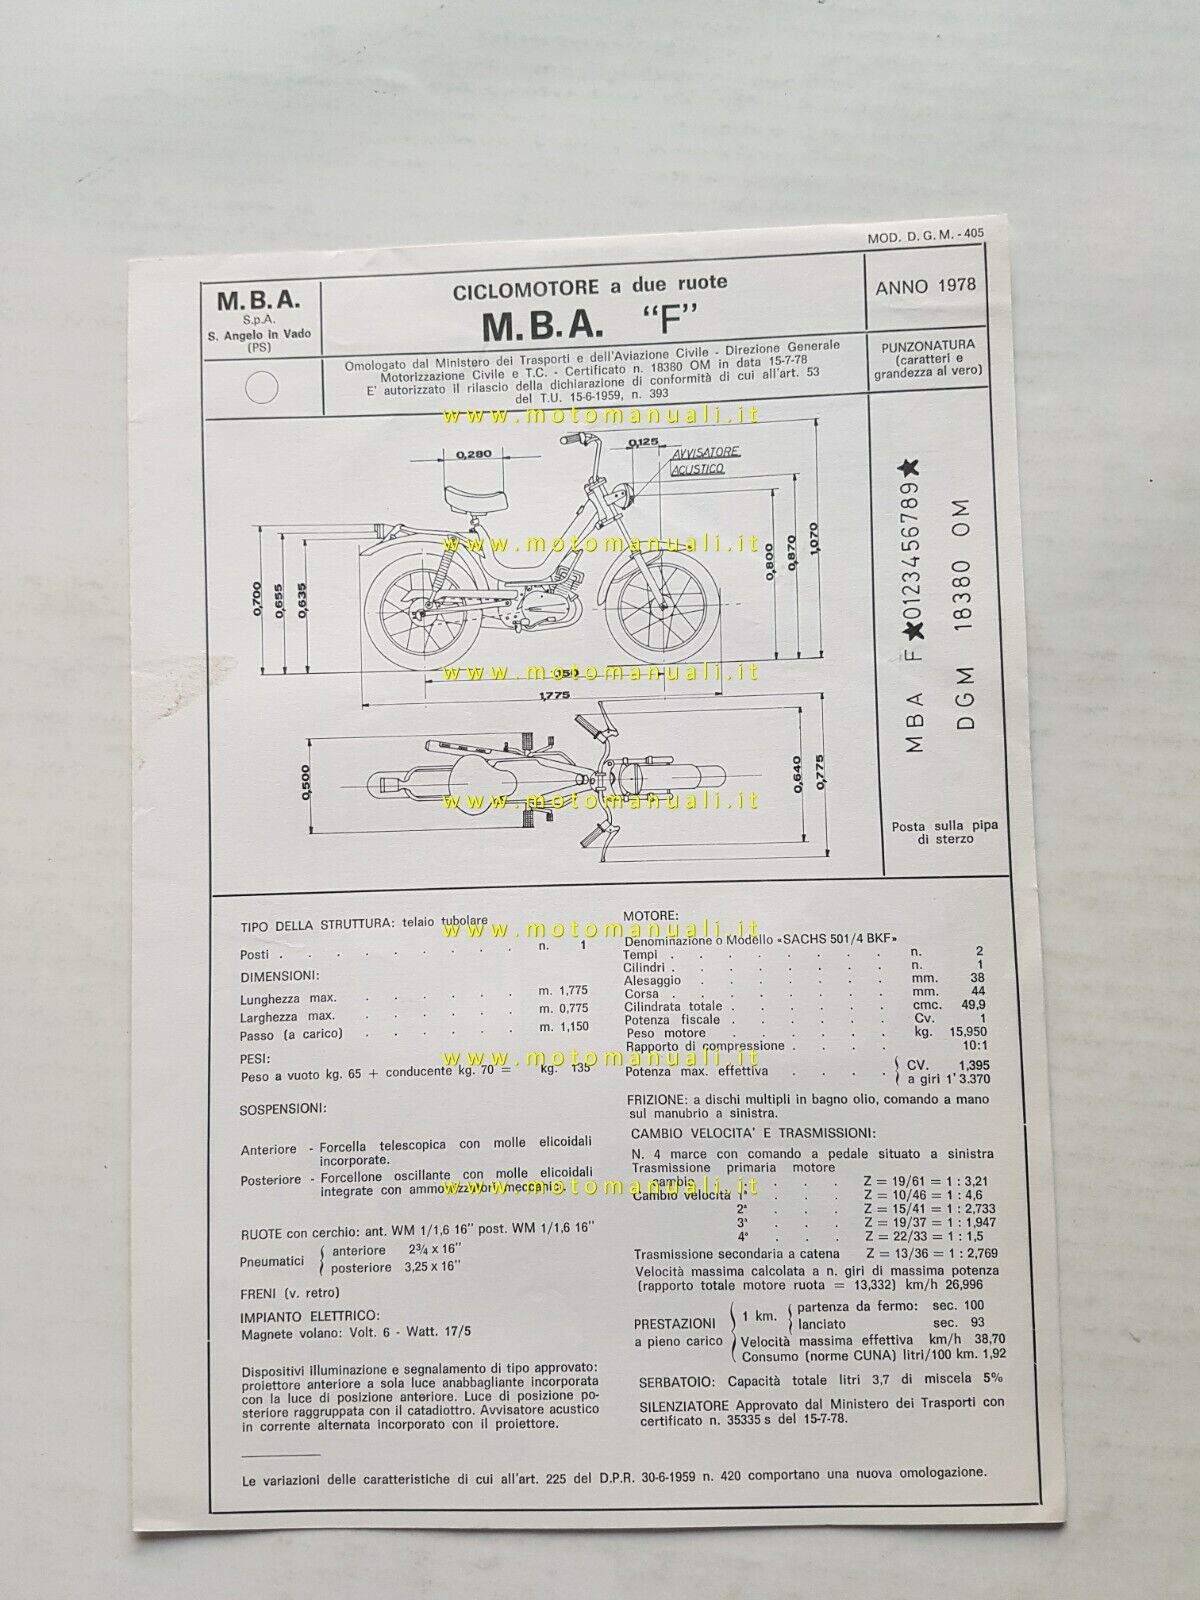 MOD. D. G. M. - 405
M. B. A.
S.p.A.
S. Angelo in Vado
(PS)
CICLOMOTORE a due ruote
M. B. A. "F"
ANNO 1978
Omologato dal Ministero dei Trasporti e dell'Aviazione Civile - Direzione Generale
Motorizzazione Civile e T.C. - Certificato n. 18380 OM in data 15-7-78
E' autorizzato il rilascio della dichiarazione di conformità di cui all'art. 53
del T.U. 15-6-1959, n. 393
PUNZONATURA
(caratteri e
grandezza al vero)
www.motomanuali.it
0,280
0,125
AVVISATORE
ACUSTICO
www.motomanuali.it
0,700
0,655
0,635
0,800
0,870
1,070
www.motomanuali.it
,150
1,775
0,500
0,640
0,775
www.motomanuali.it
MBA F★0123456789★
DGM 18380 OM
Posta sulla pipa
di sterzo
TIPO DELLA STRUTTURA: telaio tubolare
www.motomanuali.it
Posti . . . . . . . . n. 1
DIMENSIONI:
Lunghezza max. . . . . . m. 1,775
Larghezza max. . . . . . m. 0,775
Passo (a carico) . . . . . m. 1,150
PESI:
www.motomanuali.it
Peso a vuoto kg. 65 + conducente kg. 70 = kg. 135
SOSPENSIONI:
Anteriore - Forcella telescopica con molle elicoidali
incorporate.
Posteriore - Forcellone oscillante con molle elicoidali
integrate con ammortizzatori meccanici.
www.motomanuali.it
RUOTE con cerchio: ant. WM 1/1,6 16" post. WM 1/1,6 16"
Pneumatici { anteriore 2¾ x 16"
posteriore 3,25 x 16"
FRENI (v. retro)
IMPIANTO ELETTRICO:
Magnete volano: Volt. 6 - Watt. 17/5
Dispositivi illuminazione e segnalamento di tipo approvato:
proiettore anteriore a sola luce anabbagliante incorporata
con la luce di posizione anteriore. Luce di posizione po-
steriore raggruppata con il catadiottro. Avvisatore acustico
in corrente alternata incorporato con il proiettore.
MOTORE:
Denominazione o Modello «SACHS 501/4 BKF»
Tempi . . . . . . . n. 2
Cilindri . . . . . . . n. 1
Alesaggio . . . . . . mm. 38
Corsa . . . . . . . mm. 44
Cilindrata totale . . . . . cmc. 49,9
Potenza fiscale . . . . . Cv. 1
Peso motore . . . . . kg. 15,950
Rapporto di compressione . . . . 10:1
Potenza max. effettiva . . . . { CV. 1,395
a giri 1' 3.370
FRIZIONE: a dischi multipli in bagno olio, comando a mano
sul manubrio a sinistra.
CAMBIO VELOCITA' E TRASMISSIONI:
N. 4 marce con comando a pedale situato a sinistra
Trasmissione primaria motore
cambio . . . . Z = 19/61 = 1 : 3,21
Cambio velocità 1ª . . . Z = 10/46 = 1 : 4,6
2ª . . . Z = 15/41 = 1 : 2,733
3ª . . . Z = 19/37 = 1 : 1,947
4ª . . . Z = 22/33 = 1 : 1,5
Trasmissione secondaria a catena Z = 13/36 = 1 : 2,769
Velocità massima calcolata a n. giri di massima potenza
(rapporto totale motore ruota = 13,332) km/h 26,996
PRESTAZIONI
a pieno carico
1 km. { partenza da fermo: sec. 100
lanciato sec. 93
Velocità massima effettiva km/h 38,70
Consumo (norme CUNA) litri/100 km. 1,92
SERBATOIO: Capacità totale litri 3,7 di miscela 5%
SILENZIATORE Approvato dal Ministero dei Trasporti con
certificato n. 35335 s del 15-7-78.
Le variazioni delle caratteristiche di cui all'art. 225 del D.P.R. 30-6-1959 n. 420 comportano una nuova omologazione.